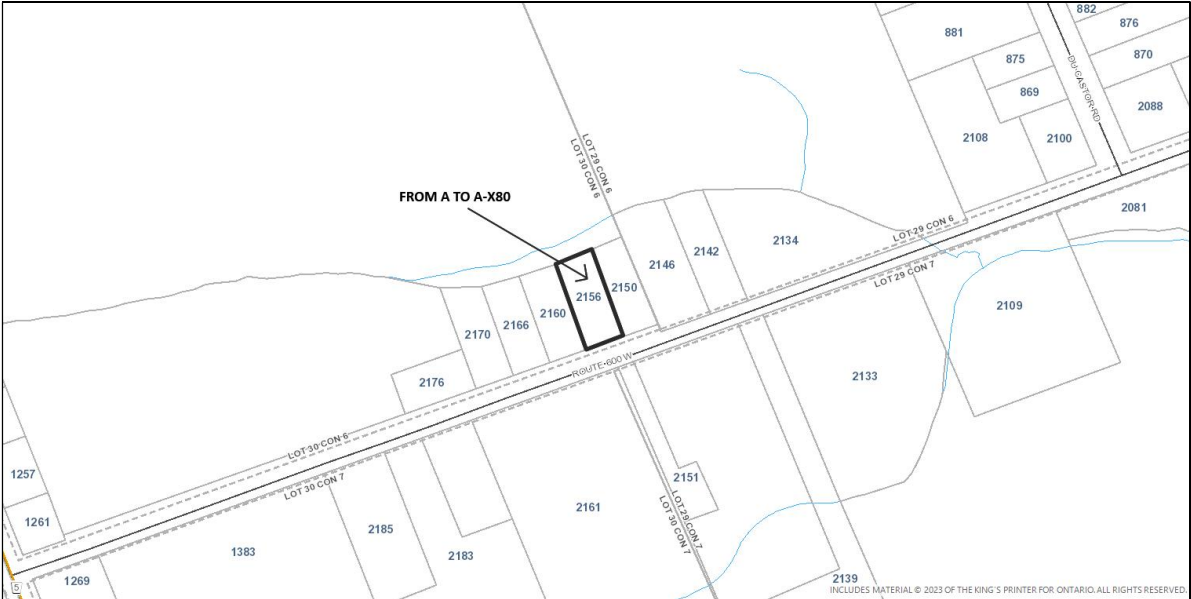 882
876
881
875
870
869
DU CASTOR RD
2088
2108
2100
LOT 29 CON 6
LOT 30 CON 6
FROM A TO A-X80
2081
2134
LOT 29 CON 6
2142
2146
LOT 29 CON 7
2150
2156
2109
2160
2166
2170
ROUTE 600 W
2133
2176
LOT 30 CON 6
1257
2151
LOT 30 CON 7
2161
LOT 29 CON 7
LOT 30 CON 7
1261
2185
1383
2183
1269
2139
5
INCLUDES MATERIAL © 2023 OF THE KING'S PRINTER FOR ONTARIO. ALL RIGHTS RESERVED.